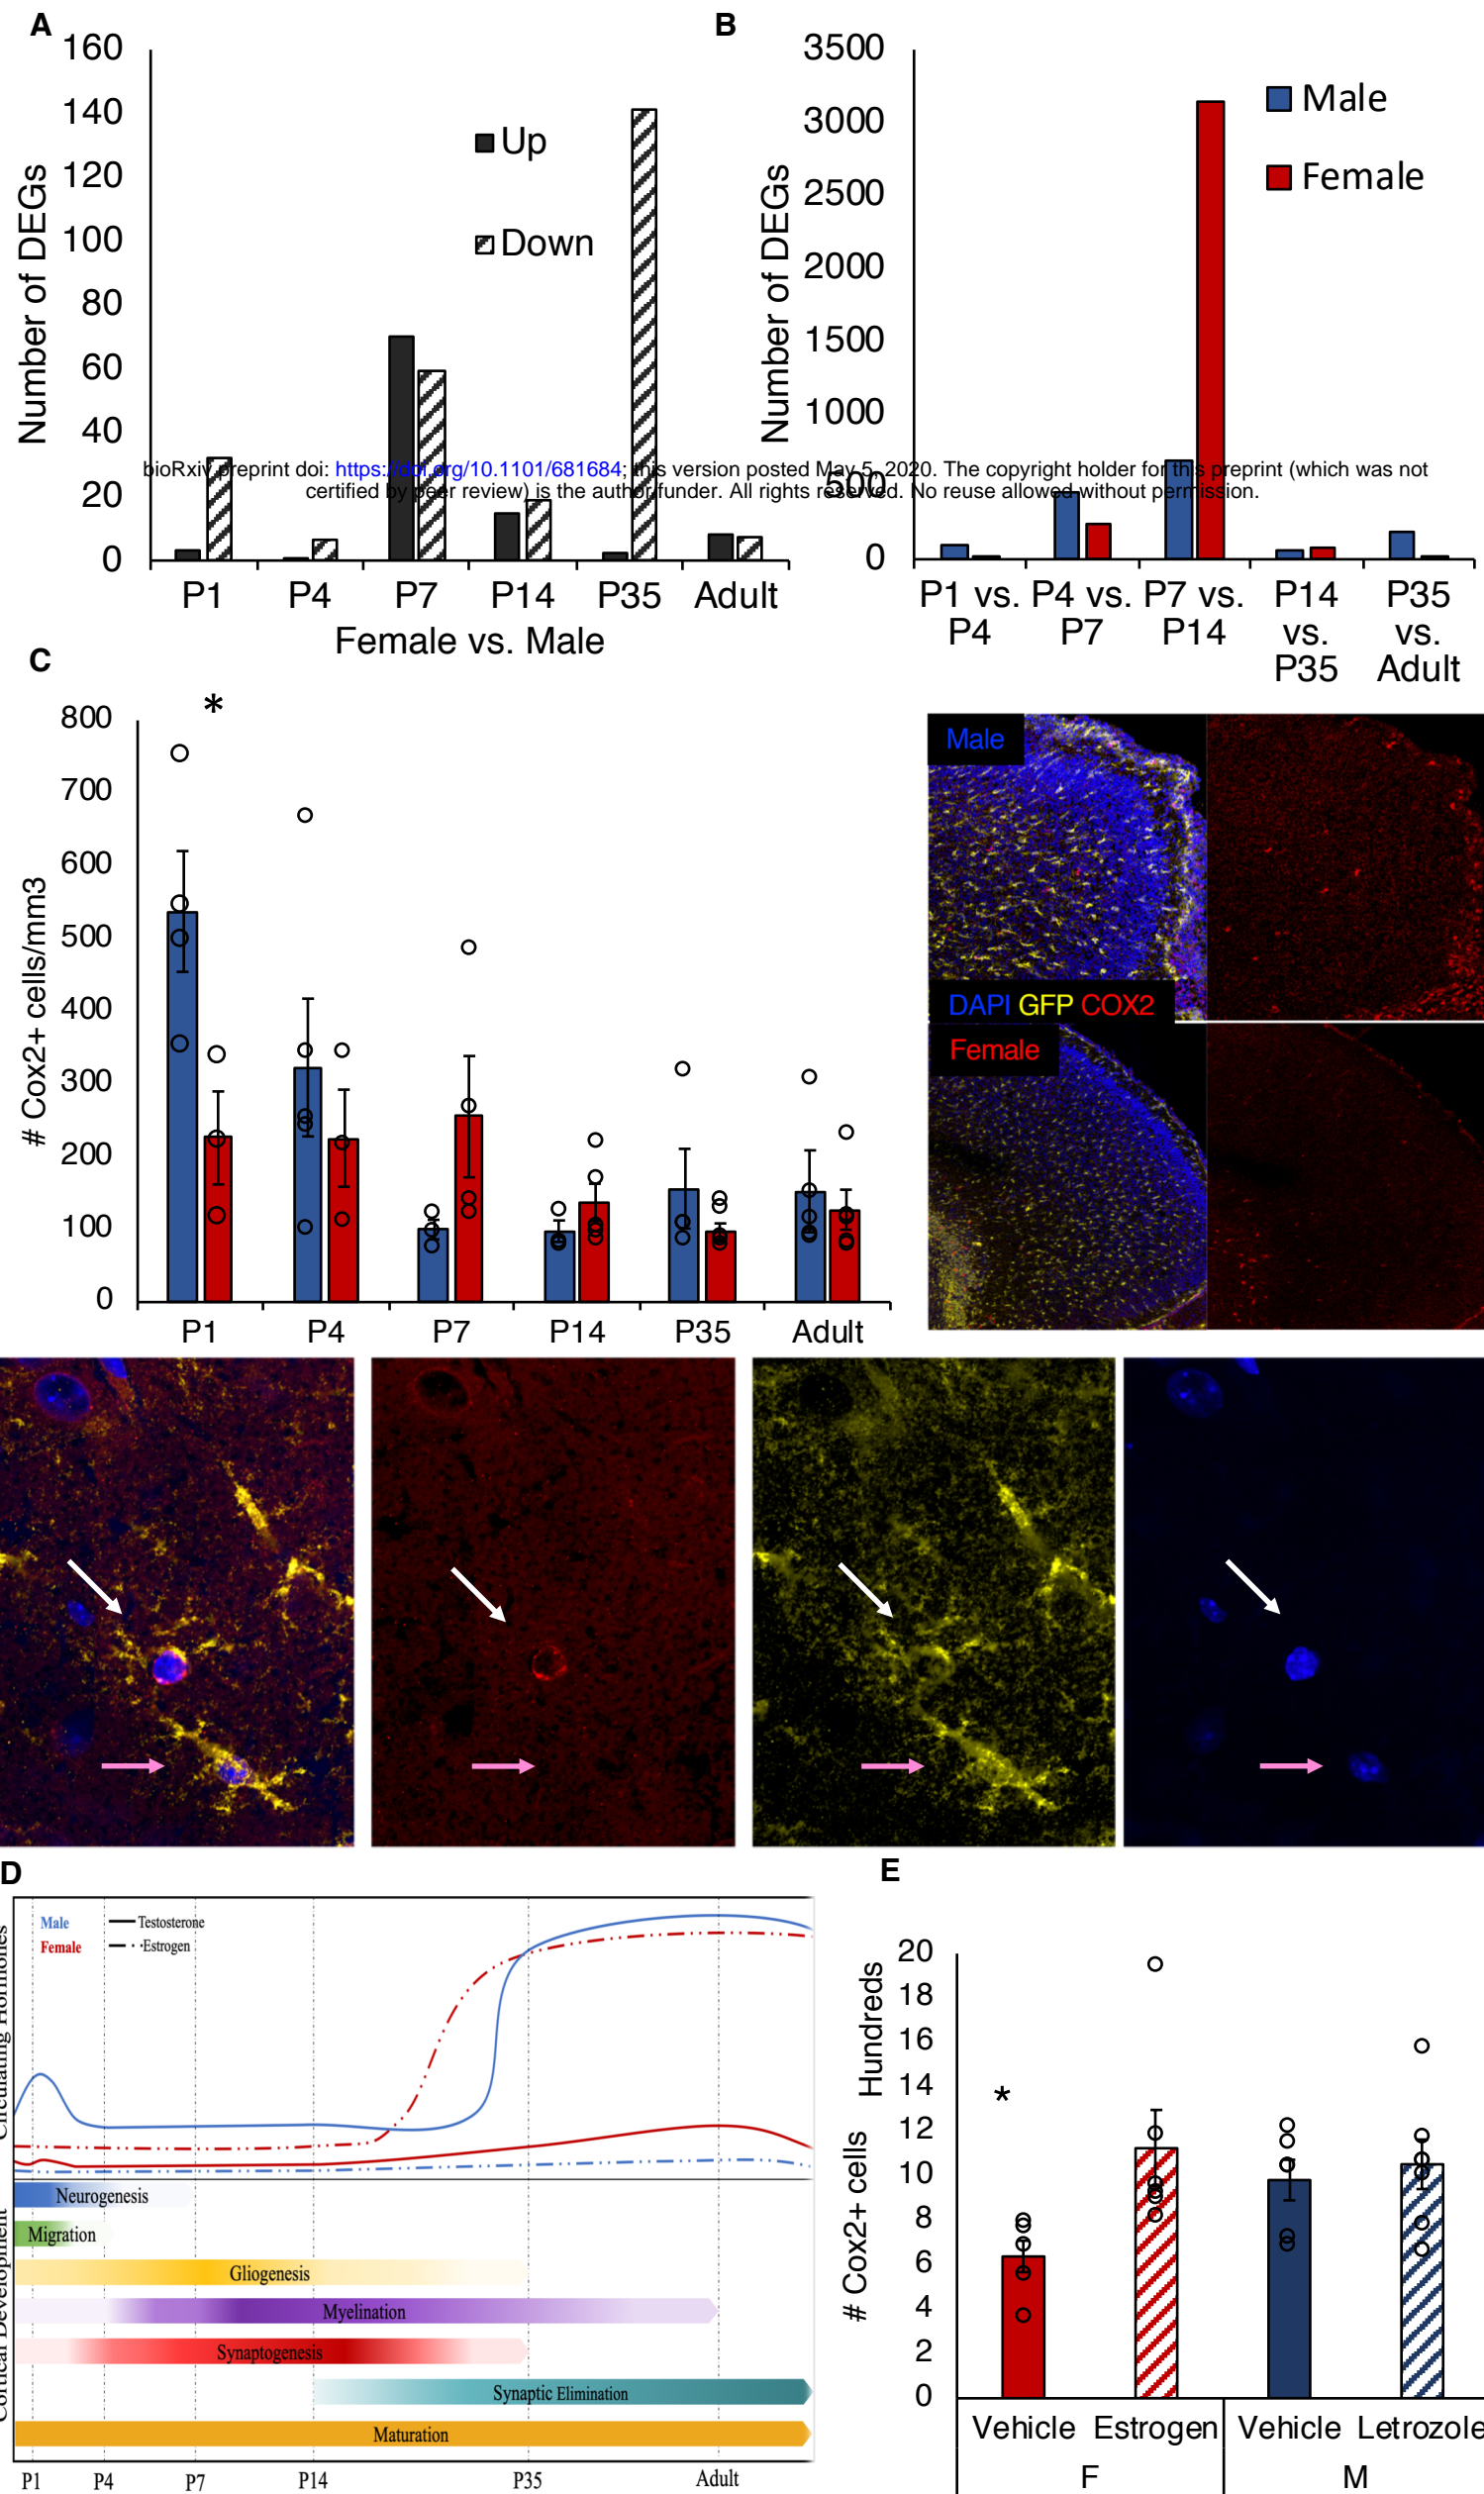 A
160
140
120
100
80
60
40
20
0
Number of DEGs
Up
Down
P1
P4
P7
P14
P35
Adult
Female vs. Male
B
3500
3000
2500
2000
1500
1000
500
0
Number of DEGs
Male
Female
P1 vs. P4
P4 vs. P7
P7 vs. P14
P14 vs. P35
P35 vs. Adult
bioRxiv preprint doi: https://doi.org/10.1101/681684; this version posted May 5, 2020. The copyright holder for this preprint (which was not
certified by peer review) is the author/funder. All rights reserved. No reuse allowed without permission.
C
*
800
700
600
500
400
300
200
100
0
# Cox2+ cells/mm3
P1
P4
P7
P14
P35
Adult
Male
DAPI GFP COX2
Female
D
Circulating Hormones
Male
Testosterone
Female
Estrogen
Cortical Development
Neurogenesis
Migration
Gliogenesis
Myelination
Synaptogenesis
Synaptic Elimination
Maturation
P1
P4
P7
P14
P35
Adult
E
20
18
16
14
12
10
8
6
4
2
0
# Cox2+ cells
Hundreds
*
Vehicle
Estrogen
Vehicle
Letrozole
F
M